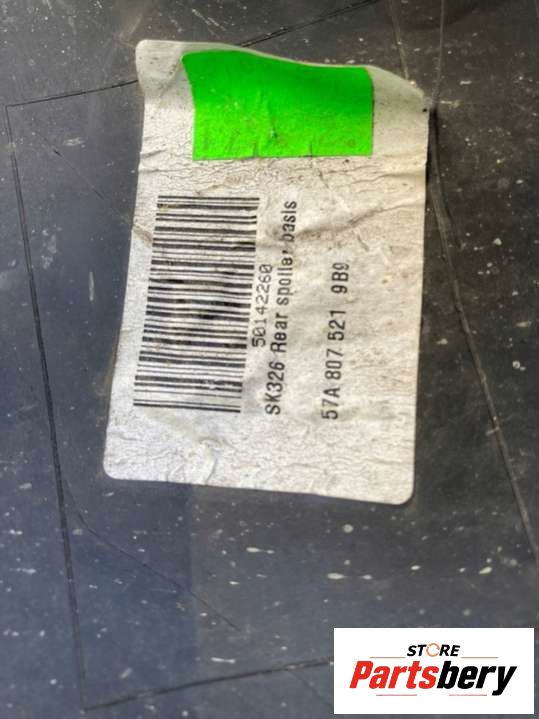 50142260
SK326 Rear spoiler basis
57A 807 521 9B9
STORE
Partsbery